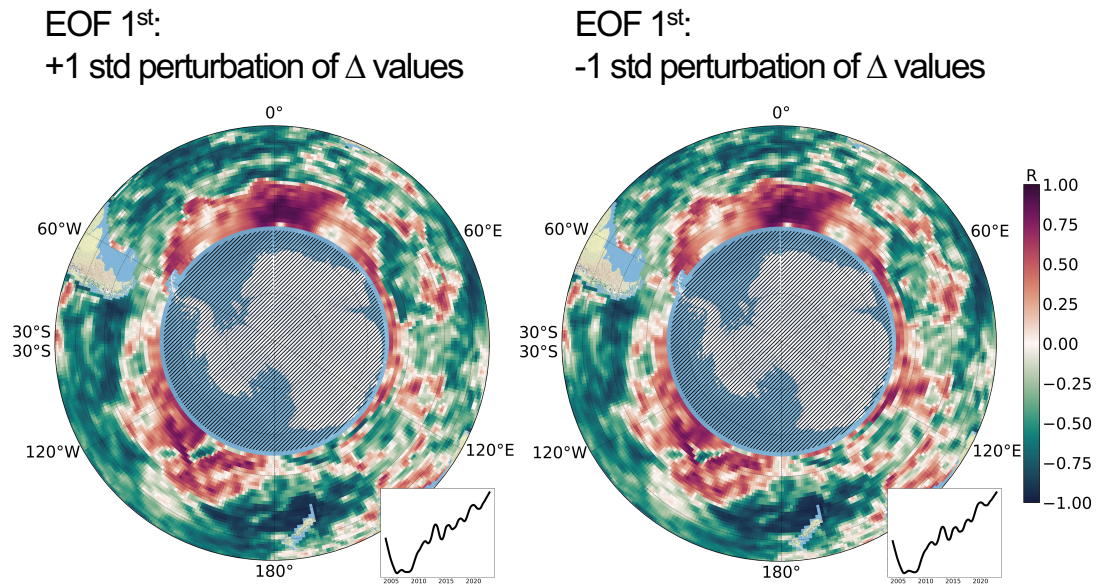 EOF 1st:
+1 std perturbation of Δ values
EOF 1st:
-1 std perturbation of Δ values
0°
60°W
60°E
30°S
30°S
120°W
120°E
180°
2005 2010 2015 2020
0°
60°W
60°E
30°S
30°S
120°W
120°E
180°
2005 2010 2015 2020
R
1.00
0.75
0.50
0.25
0.00
−0.25
−0.50
−0.75
−1.00